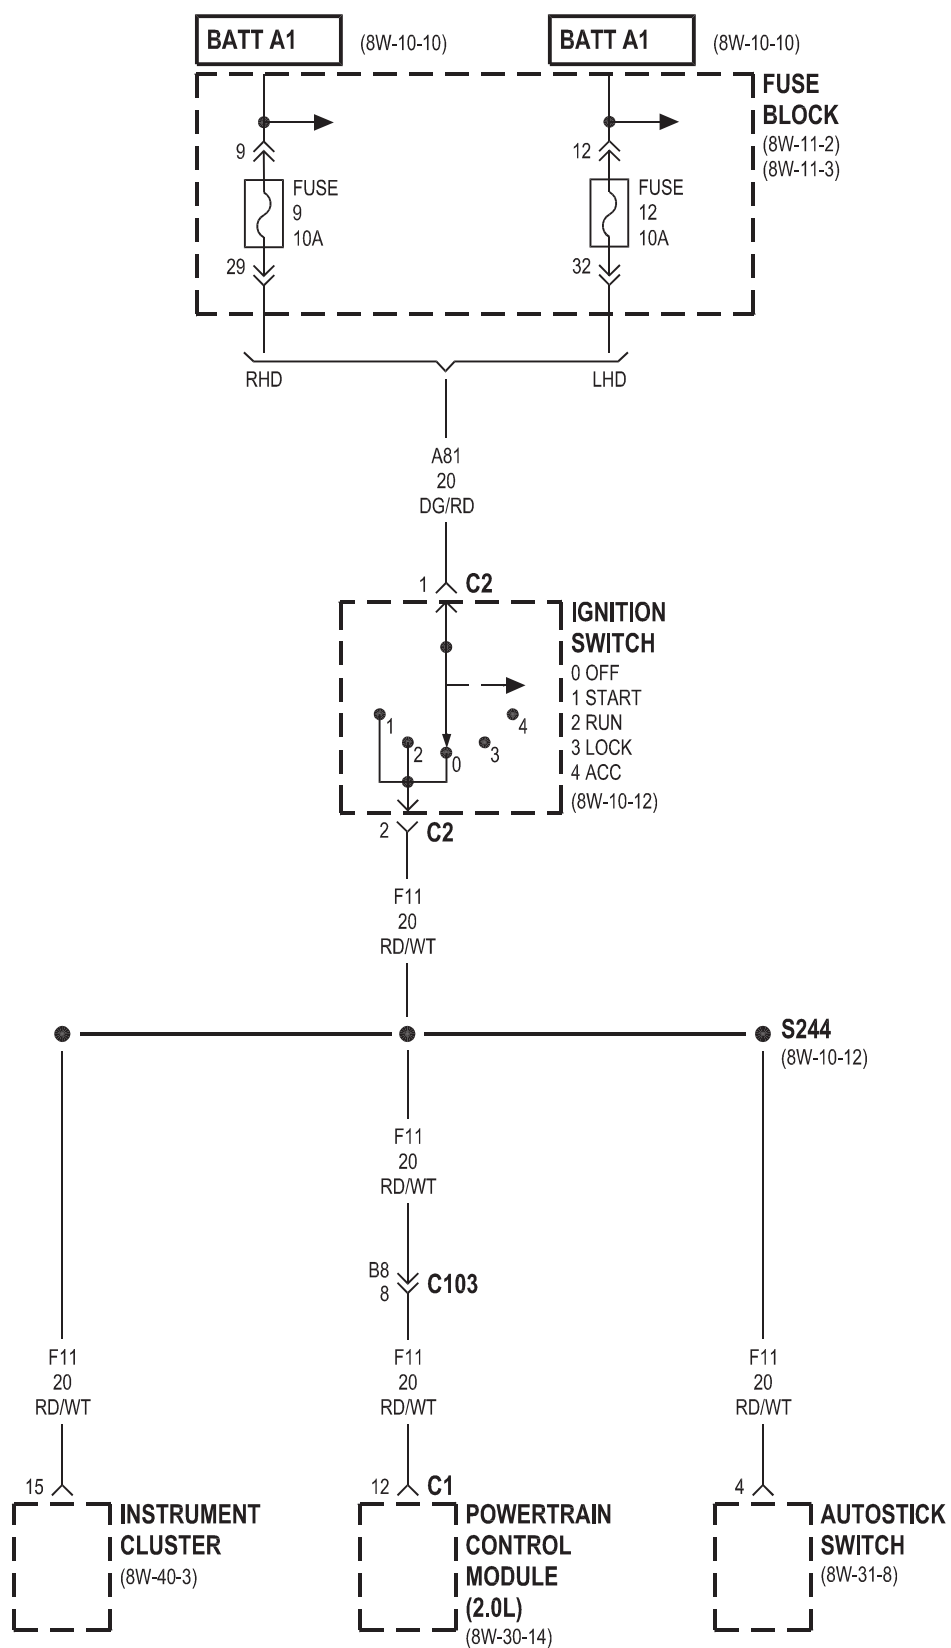 BATT A1
(8W-10-10)
BATT A1
(8W-10-10)
FUSE
BLOCK
(8W-11-2)
(8W-11-3)
9
FUSE
9
10A
29
12
FUSE
12
10A
32
RHD
LHD
A81
20
DG/RD
1
C2
IGNITION
SWITCH
0 OFF
1 START
2 RUN
3 LOCK
4 ACC
(8W-10-12)
1
2
0
3
4
2
C2
F11
20
RD/WT
S244
(8W-10-12)
F11
20
RD/WT
B8
8
C103
F11
20
RD/WT
F11
20
RD/WT
F11
20
RD/WT
15
INSTRUMENT
CLUSTER
(8W-40-3)
12
C1
POWERTRAIN
CONTROL
MODULE
(2.0L)
(8W-30-14)
4
AUTOSTICK
SWITCH
(8W-31-8)